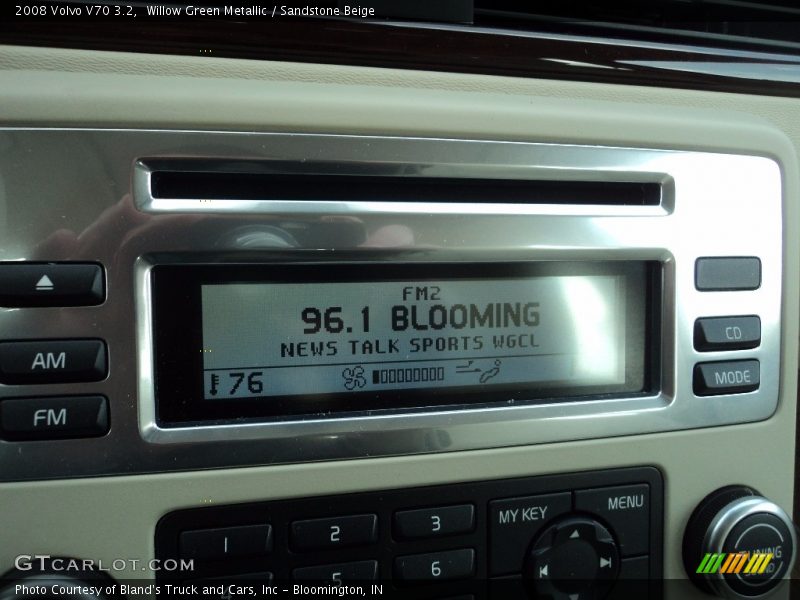 2008 Volvo V70 3.2,  Willow Green Metallic / Sandstone Beige
FM2
96.1 BLOOMING
NEWS TALK SPORTS WGCL
76
AM
FM
CD
MODE
MY KEY
MENU
1
2
3
4
5
6
TUNING
GTCARLOT.COM
Photo Courtesy of Bland's Truck and Cars, Inc - Bloomington, IN